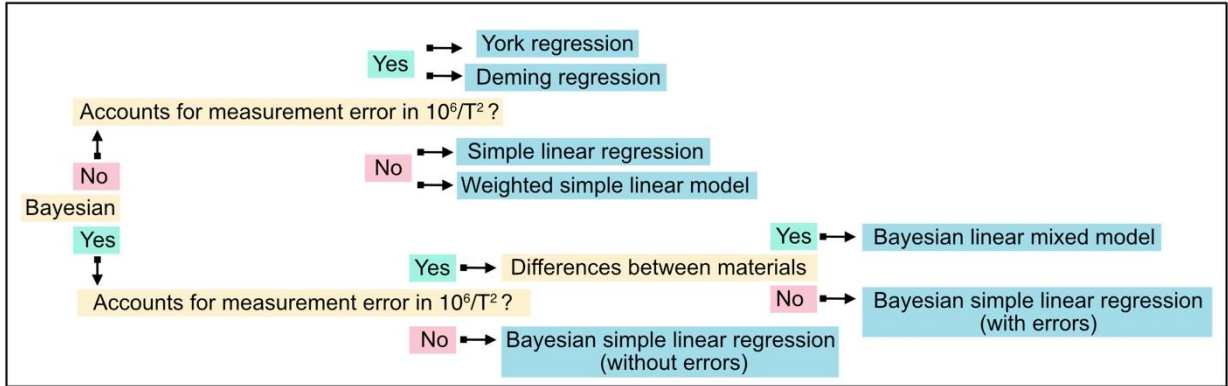 York regression
Yes
Deming regression
Accounts for measurement error in 10⁶/T² ?
Simple linear regression
No
Weighted simple linear model
No
Bayesian
Yes
Yes
Bayesian linear mixed model
Yes
Differences between materials
Accounts for measurement error in 10⁶/T² ?
No
Bayesian simple linear regression
(with errors)
No
Bayesian simple linear regression
(without errors)